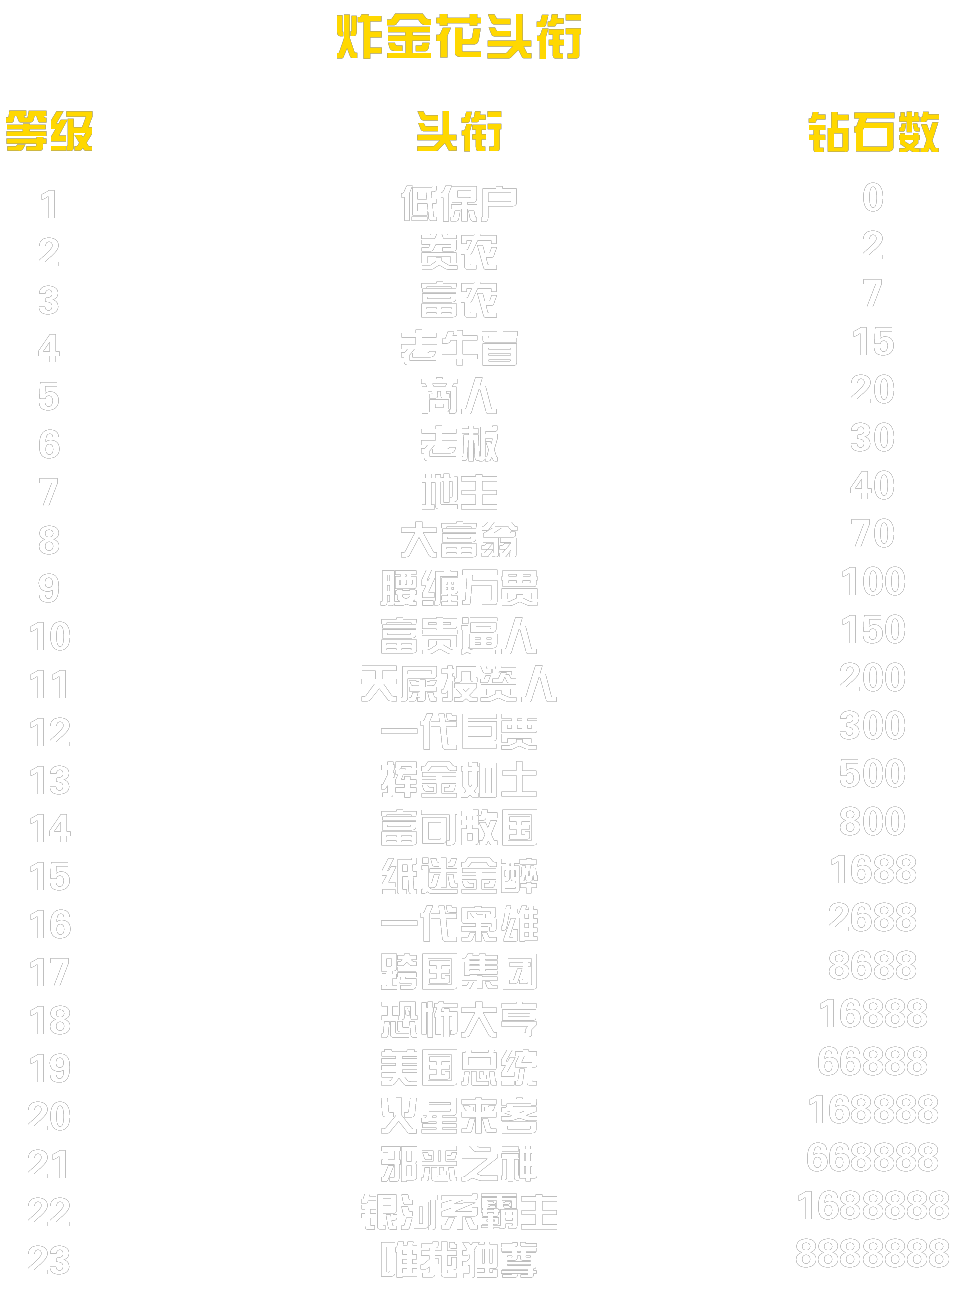 炸金花头衔
等级 头衔 钻石数
1 低保户 0
2 贫农 2
3 富农 7
4 老牛首 15
5 商人 20
6 老板 30
7 地主 40
8 大富翁 70
9 腰缠万贯 100
10 富贵逼人 150
11 天屎投资人 200
12 一代巨贾 300
13 挥金如土 500
14 富可敌国 800
15 纸迷金醉 1688
16 一代枭雄 2688
17 跨国集团 8688
18 恐怖大亨 16888
19 美国总统 66888
20 火星来客 168888
21 邪恶之神 668888
22 银河系霸主 1688888
23 唯我独尊 8888888